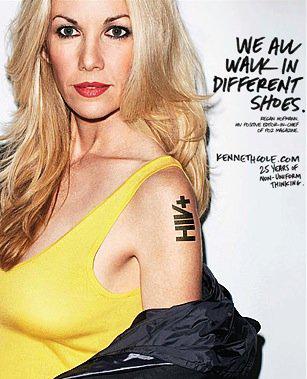 WE ALL
WALK IN
DIFFERENT
SHOES.
REGAN HOFMANN.
HIV POSITIVE EDITOR-IN-CHIEF
OF POZ MAGAZINE.
KENNETHCOLE.COM
25 YEARS OF
NON-UNIFORM
THINKING.
HIV+